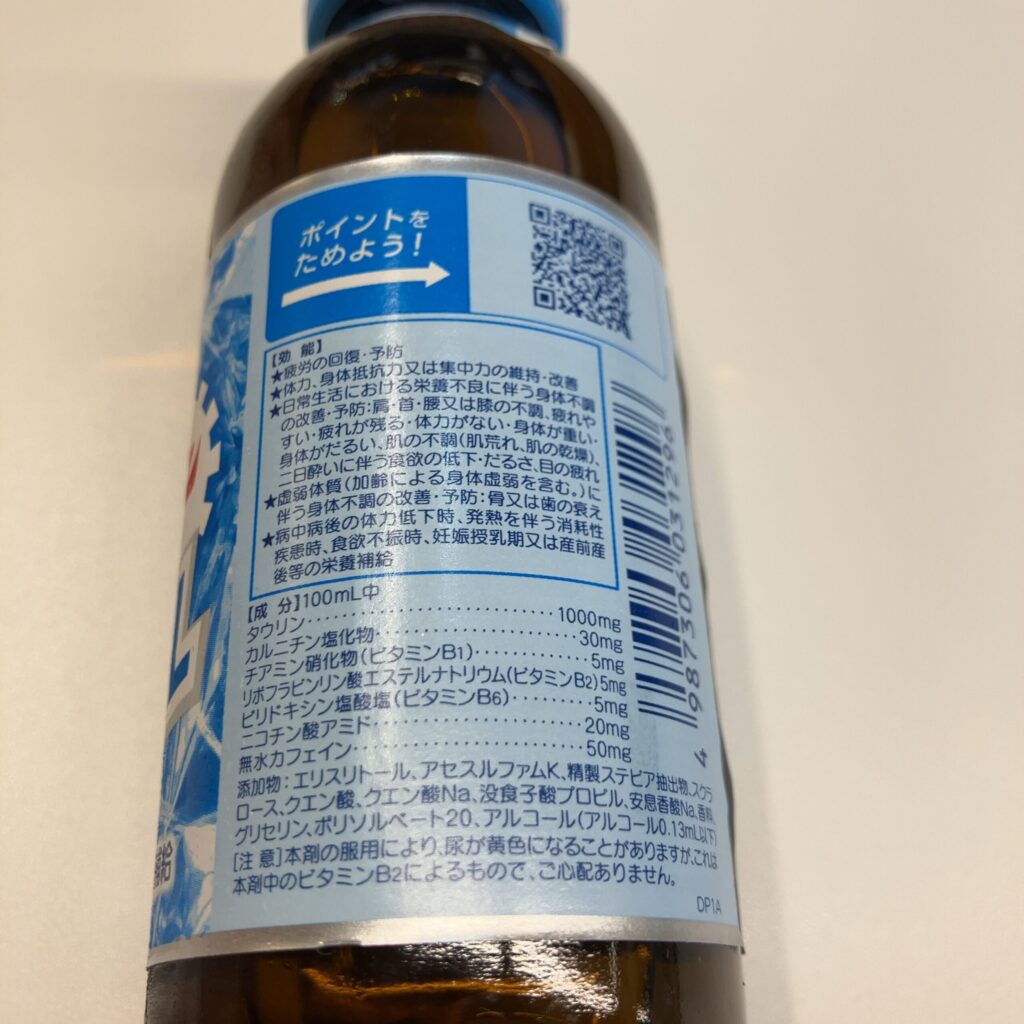 ポイントを
ためよう!
【効 能】
★疲労の回復・予防
★体力、身体抵抗力又は集中力の維持・改善
★日常生活における栄養不良に伴う身体不調
の改善・予防:肩・首・腰又は膝の不調、疲れや
すい・疲れが残る・体力がない・身体が重い・
身体がだるい、肌の不調(肌荒れ、肌の乾燥)、
二日酔いに伴う食欲の低下・だるさ、目の疲れ
★虚弱体質(加齢による身体虚弱を含む。)に
伴う身体不調の改善・予防:骨又は歯の衰え
★病中病後の体力低下時、発熱を伴う消耗性
疾患時、食欲不振時、妊娠授乳期又は産前産
後等の栄養補給
【成 分】100mL中
タウリン……………………1000mg
カルニチン塩化物……………………30mg
チアミン硝化物(ビタミンB1)……………5mg
リボフラビンリン酸エステルナトリウム(ビタミンB2)5mg
ピリドキシン塩酸塩(ビタミンB6)………5mg
ニコチン酸アミド……………………20mg
無水カフェイン……………………50mg
添加物:エリスリトール、アセスルファムK、精製ステビア抽出物、スクラ
ロース、クエン酸、クエン酸Na、没食子酸プロピル、安息香酸Na、香料、
グリセリン、ポリソルベート20、アルコール(アルコール0.13mL以下)
[注 意]本剤の服用により、尿が黄色になることがありますが、これは
本剤中のビタミンB2によるもので、ご心配ありません。
DP1A
4 987306 031296
給